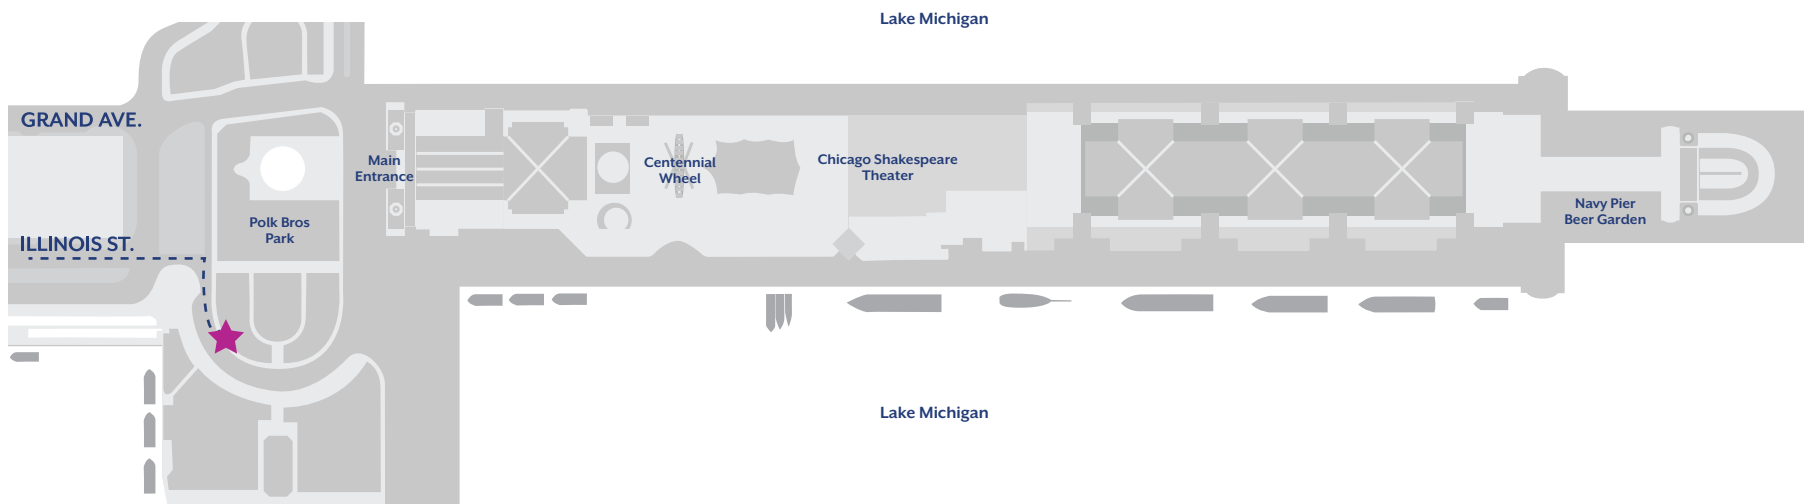 Lake Michigan
GRAND AVE.
Main
Entrance
Centennial
Wheel
Chicago Shakespeare
Theater
Polk Bros
Park
Navy Pier
Beer Garden
ILLINOIS ST.
Lake Michigan